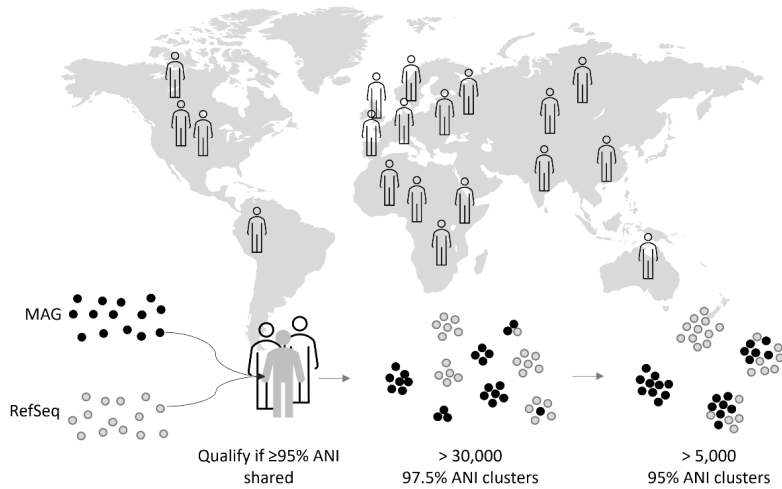 MAG
RefSeq
Qualify if ≥95% ANI
shared
> 30,000
97.5% ANI clusters
> 5,000
95% ANI clusters